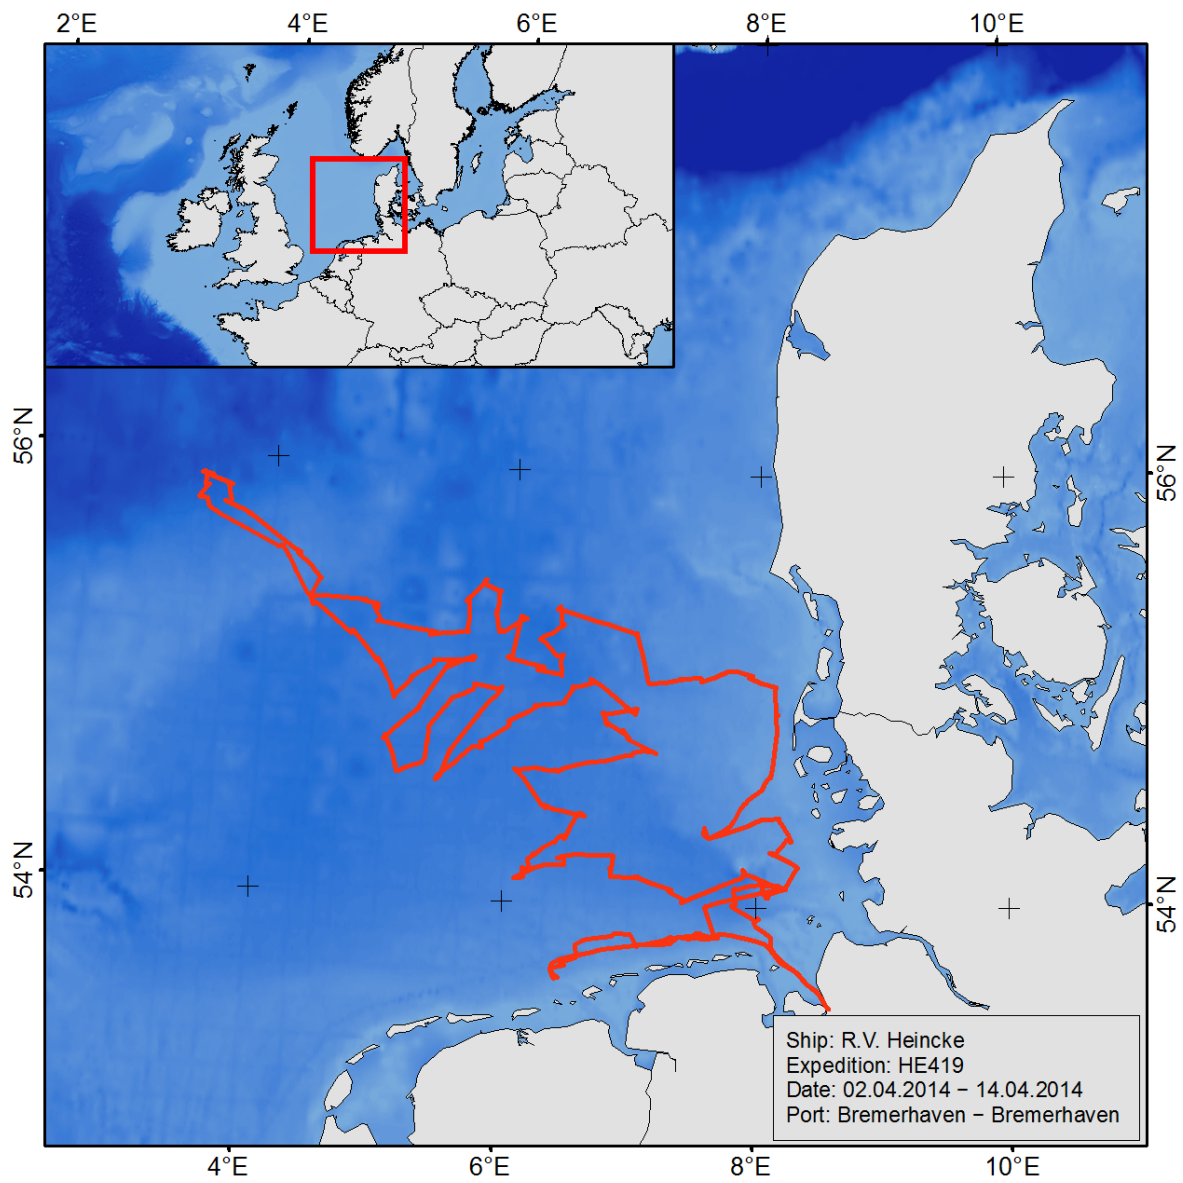 2°E 4°E 6°E 8°E 10°E
56°N 56°N
54°N 54°N
Ship: R.V. Heincke
Expedition: HE419
Date: 02.04.2014 − 14.04.2014
Port: Bremerhaven − Bremerhaven
4°E 6°E 8°E 10°E